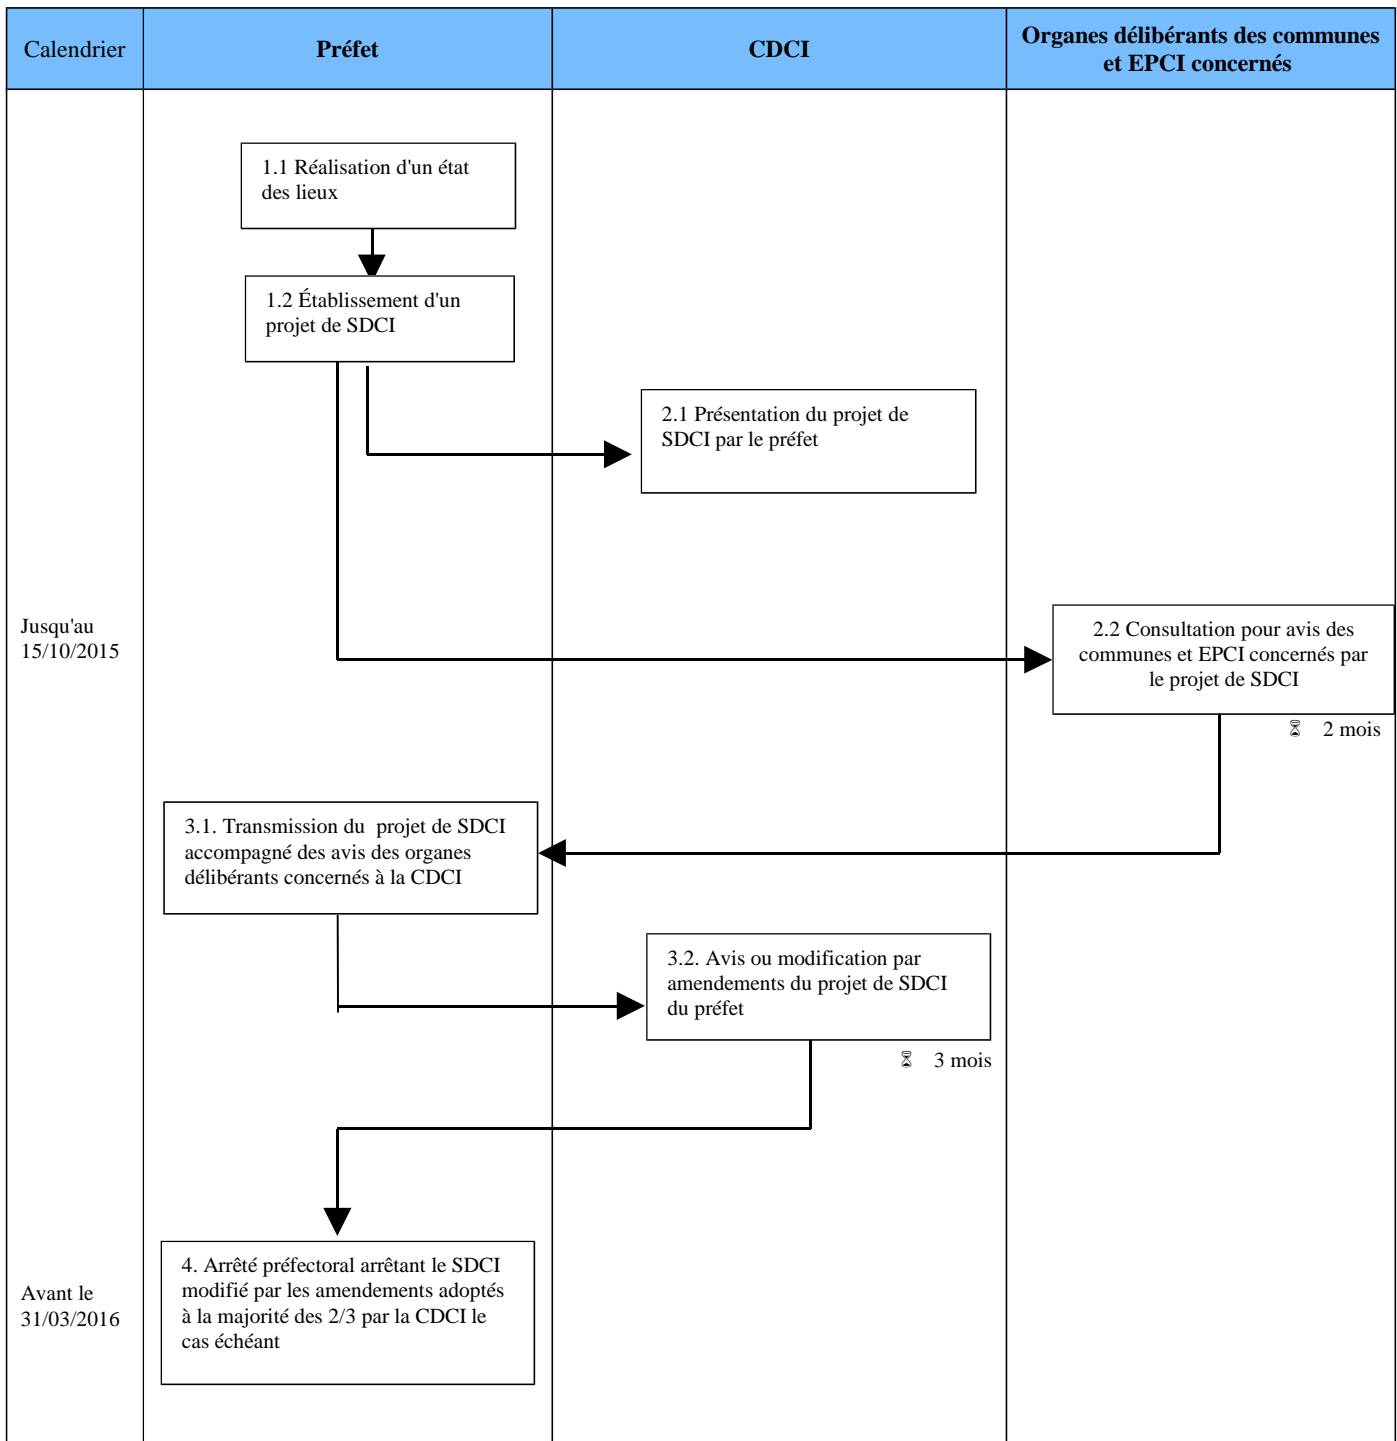 Calendrier
Préfet
CDCI
Organes délibérants des communes
et EPCI concernés
1.1 Réalisation d'un état
des lieux
1.2 Établissement d'un
projet de SDCI
2.1 Présentation du projet de
SDCI par le préfet
Jusqu'au
15/10/2015
2.2 Consultation pour avis des
communes et EPCI concernés par
le projet de SDCI
⌛ 2 mois
3.1. Transmission du projet de SDCI
accompagné des avis des organes
délibérants concernés à la CDCI
3.2. Avis ou modification par
amendements du projet de SDCI
du préfet
⌛ 3 mois
4. Arrêté préfectoral arrêtant le SDCI
modifié par les amendements adoptés
à la majorité des 2/3 par la CDCI le
cas échéant
Avant le
31/03/2016